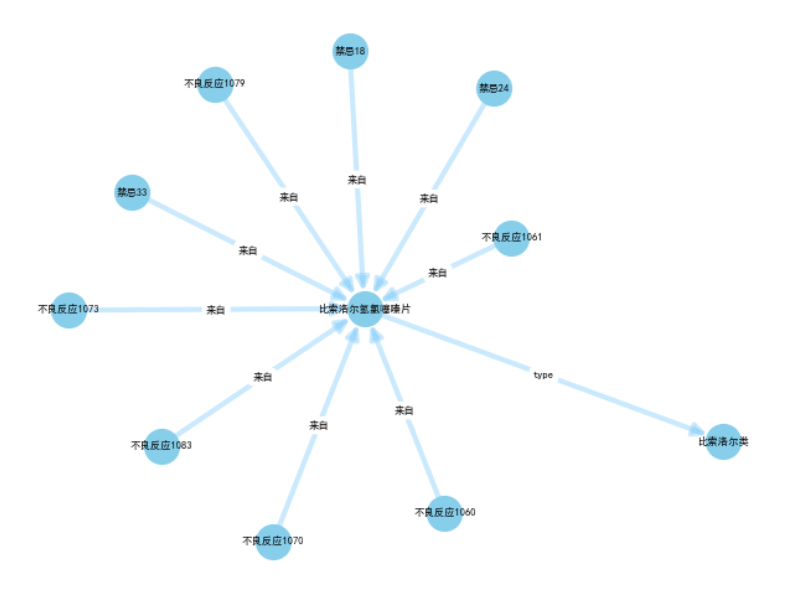 禁忌18
不良反应1079
禁忌24
来自
禁忌33
来自
来自
不良反应1061
来自
来自
不良反应1073
来自
比索洛尔氢氯噻嗪片
type
来自
来自
来自
不良反应1083
比索洛尔类
不良反应1060
不良反应1070